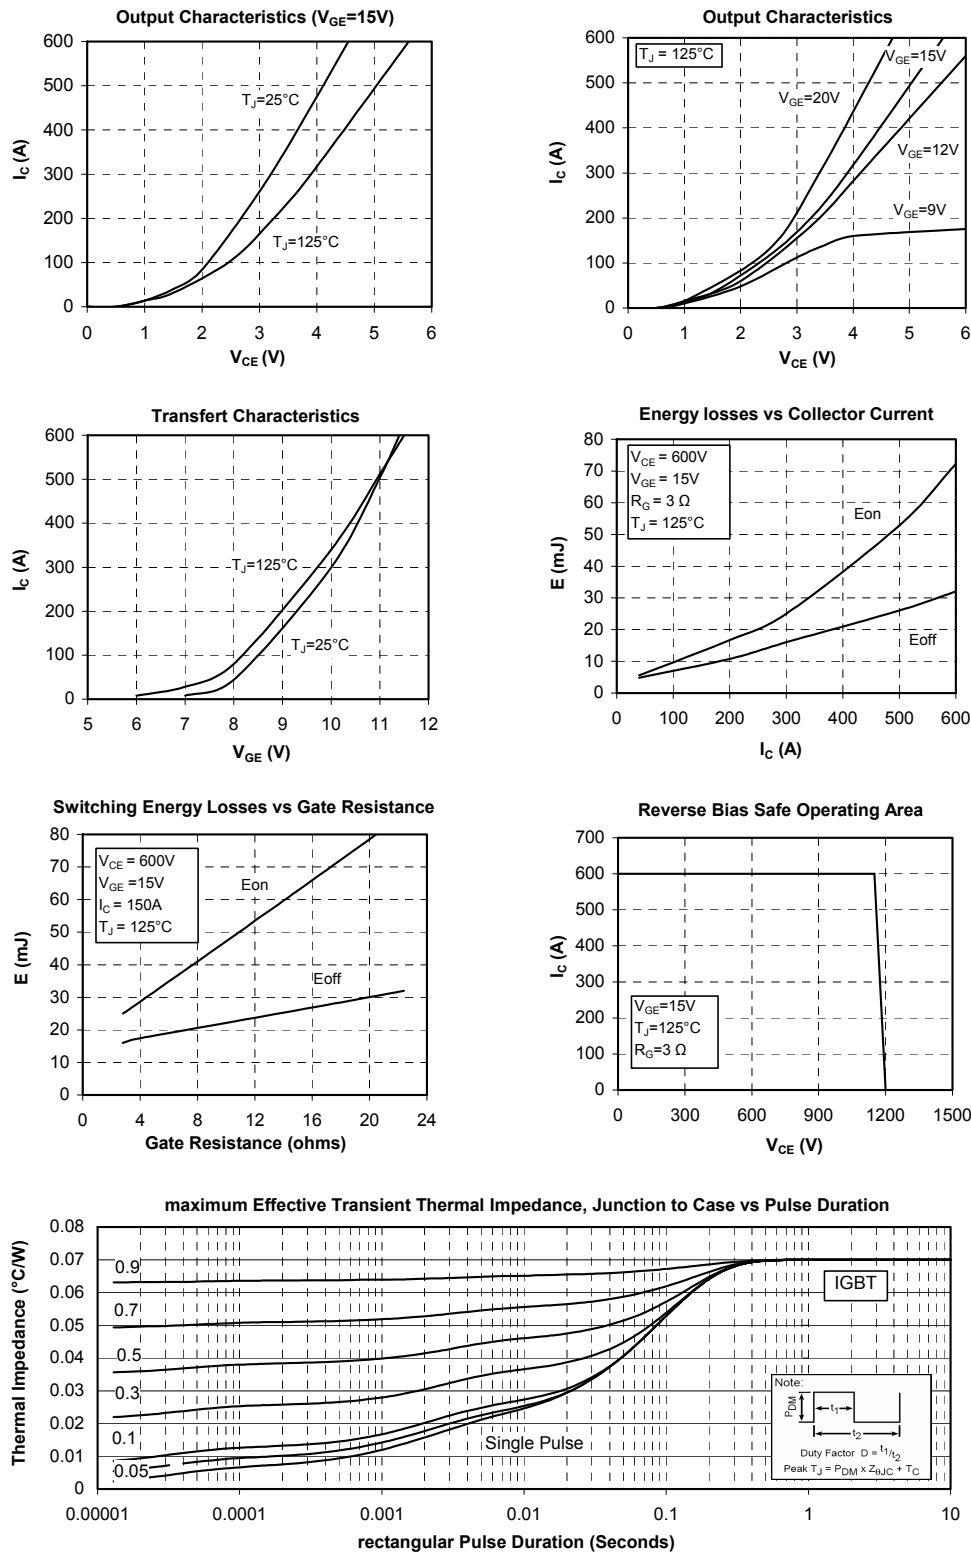 Output Characteristics (VGE=15V)
600
500
400
300
200
100
0
IC (A)
TJ=25°C
TJ=125°C
0 1 2 3 4 5 6
VCE (V)
Output Characteristics
600
500
400
300
200
100
0
IC (A)
TJ = 125°C
VGE=15V
VGE=20V
VGE=12V
VGE=9V
0 1 2 3 4 5 6
VCE (V)
Transfert Characteristics
600
500
400
300
200
100
0
IC (A)
TJ=125°C
TJ=25°C
5 6 7 8 9 10 11 12
VGE (V)
Energy losses vs Collector Current
80
70
60
50
40
30
20
10
0
E (mJ)
VCE = 600V
VGE = 15V
RG = 3 Ω
TJ = 125°C
Eon
Eoff
0 100 200 300 400 500 600
IC (A)
Switching Energy Losses vs Gate Resistance
80
70
60
50
40
30
20
10
0
E (mJ)
VCE = 600V
VGE =15V
IC = 150A
TJ = 125°C
Eon
Eoff
0 4 8 12 16 20 24
Gate Resistance (ohms)
Reverse Bias Safe Operating Area
700
600
500
400
300
200
100
0
IC (A)
VGE=15V
TJ=125°C
RG=3 Ω
0 300 600 900 1200 1500
VCE (V)
maximum Effective Transient Thermal Impedance, Junction to Case vs Pulse Duration
0.08
0.07
0.06
0.05
0.04
0.03
0.02
0.01
0
Thermal Impedance (°C/W)
0.9
0.7
0.5
0.3
0.1
0.05
Single Pulse
IGBT
Note:
PDM
t1
t2
Duty Factor D = t1/t2
Peak TJ = PDM x ZθJC + TC
0.00001 0.0001 0.001 0.01 0.1 1 10
rectangular Pulse Duration (Seconds)